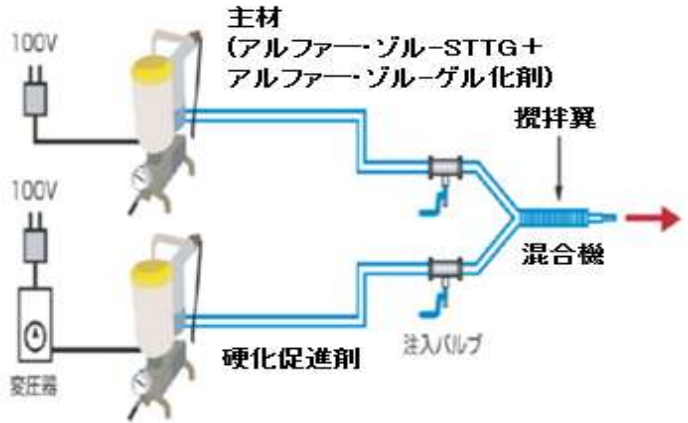 100V
主材
(アルファー・ゾル-STTG+
アルファー・ゾル-ゲル化剤)
攪拌翼
100V
混合機
注入バルブ
硬化促進剤
変圧器